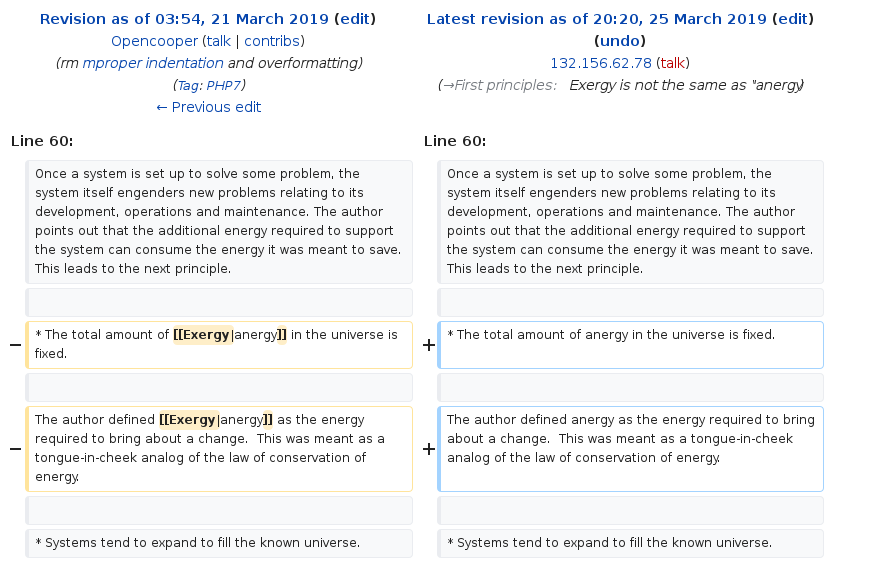 Revision as of 03:54, 21 March 2019 (edit)
Opencooper (talk | contribs)
(rm mproper indentation and overformatting)
(Tag: PHP7)
← Previous edit
Latest revision as of 20:20, 25 March 2019 (edit)
(undo)
132.156.62.78 (talk)
(→First principles: Exergy is not the same as "anergy)
Line 60:
Line 60:
Once a system is set up to solve some problem, the
system itself engenders new problems relating to its
development, operations and maintenance. The author
points out that the additional energy required to support
the system can consume the energy it was meant to save.
This leads to the next principle.
Once a system is set up to solve some problem, the
system itself engenders new problems relating to its
development, operations and maintenance. The author
points out that the additional energy required to support
the system can consume the energy it was meant to save.
This leads to the next principle.
− * The total amount of [[Exergy|anergy]] in the universe is
fixed.
+ * The total amount of anergy in the universe is fixed.
− The author defined [[Exergy|anergy]] as the energy
required to bring about a change.  This was meant as a
tongue-in-cheek analog of the law of conservation of
energy.
+ The author defined anergy as the energy required to bring
about a change.  This was meant as a tongue-in-cheek
analog of the law of conservation of energy.
* Systems tend to expand to fill the known universe.
* Systems tend to expand to fill the known universe.